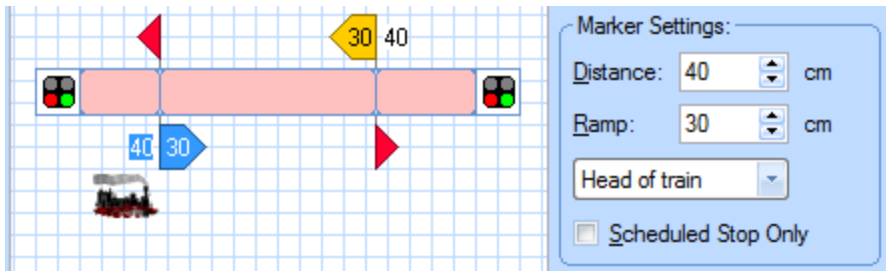 30 40
40 30
Marker Settings:
Distance: 40 cm
Ramp: 30 cm
Head of train
Scheduled Stop Only